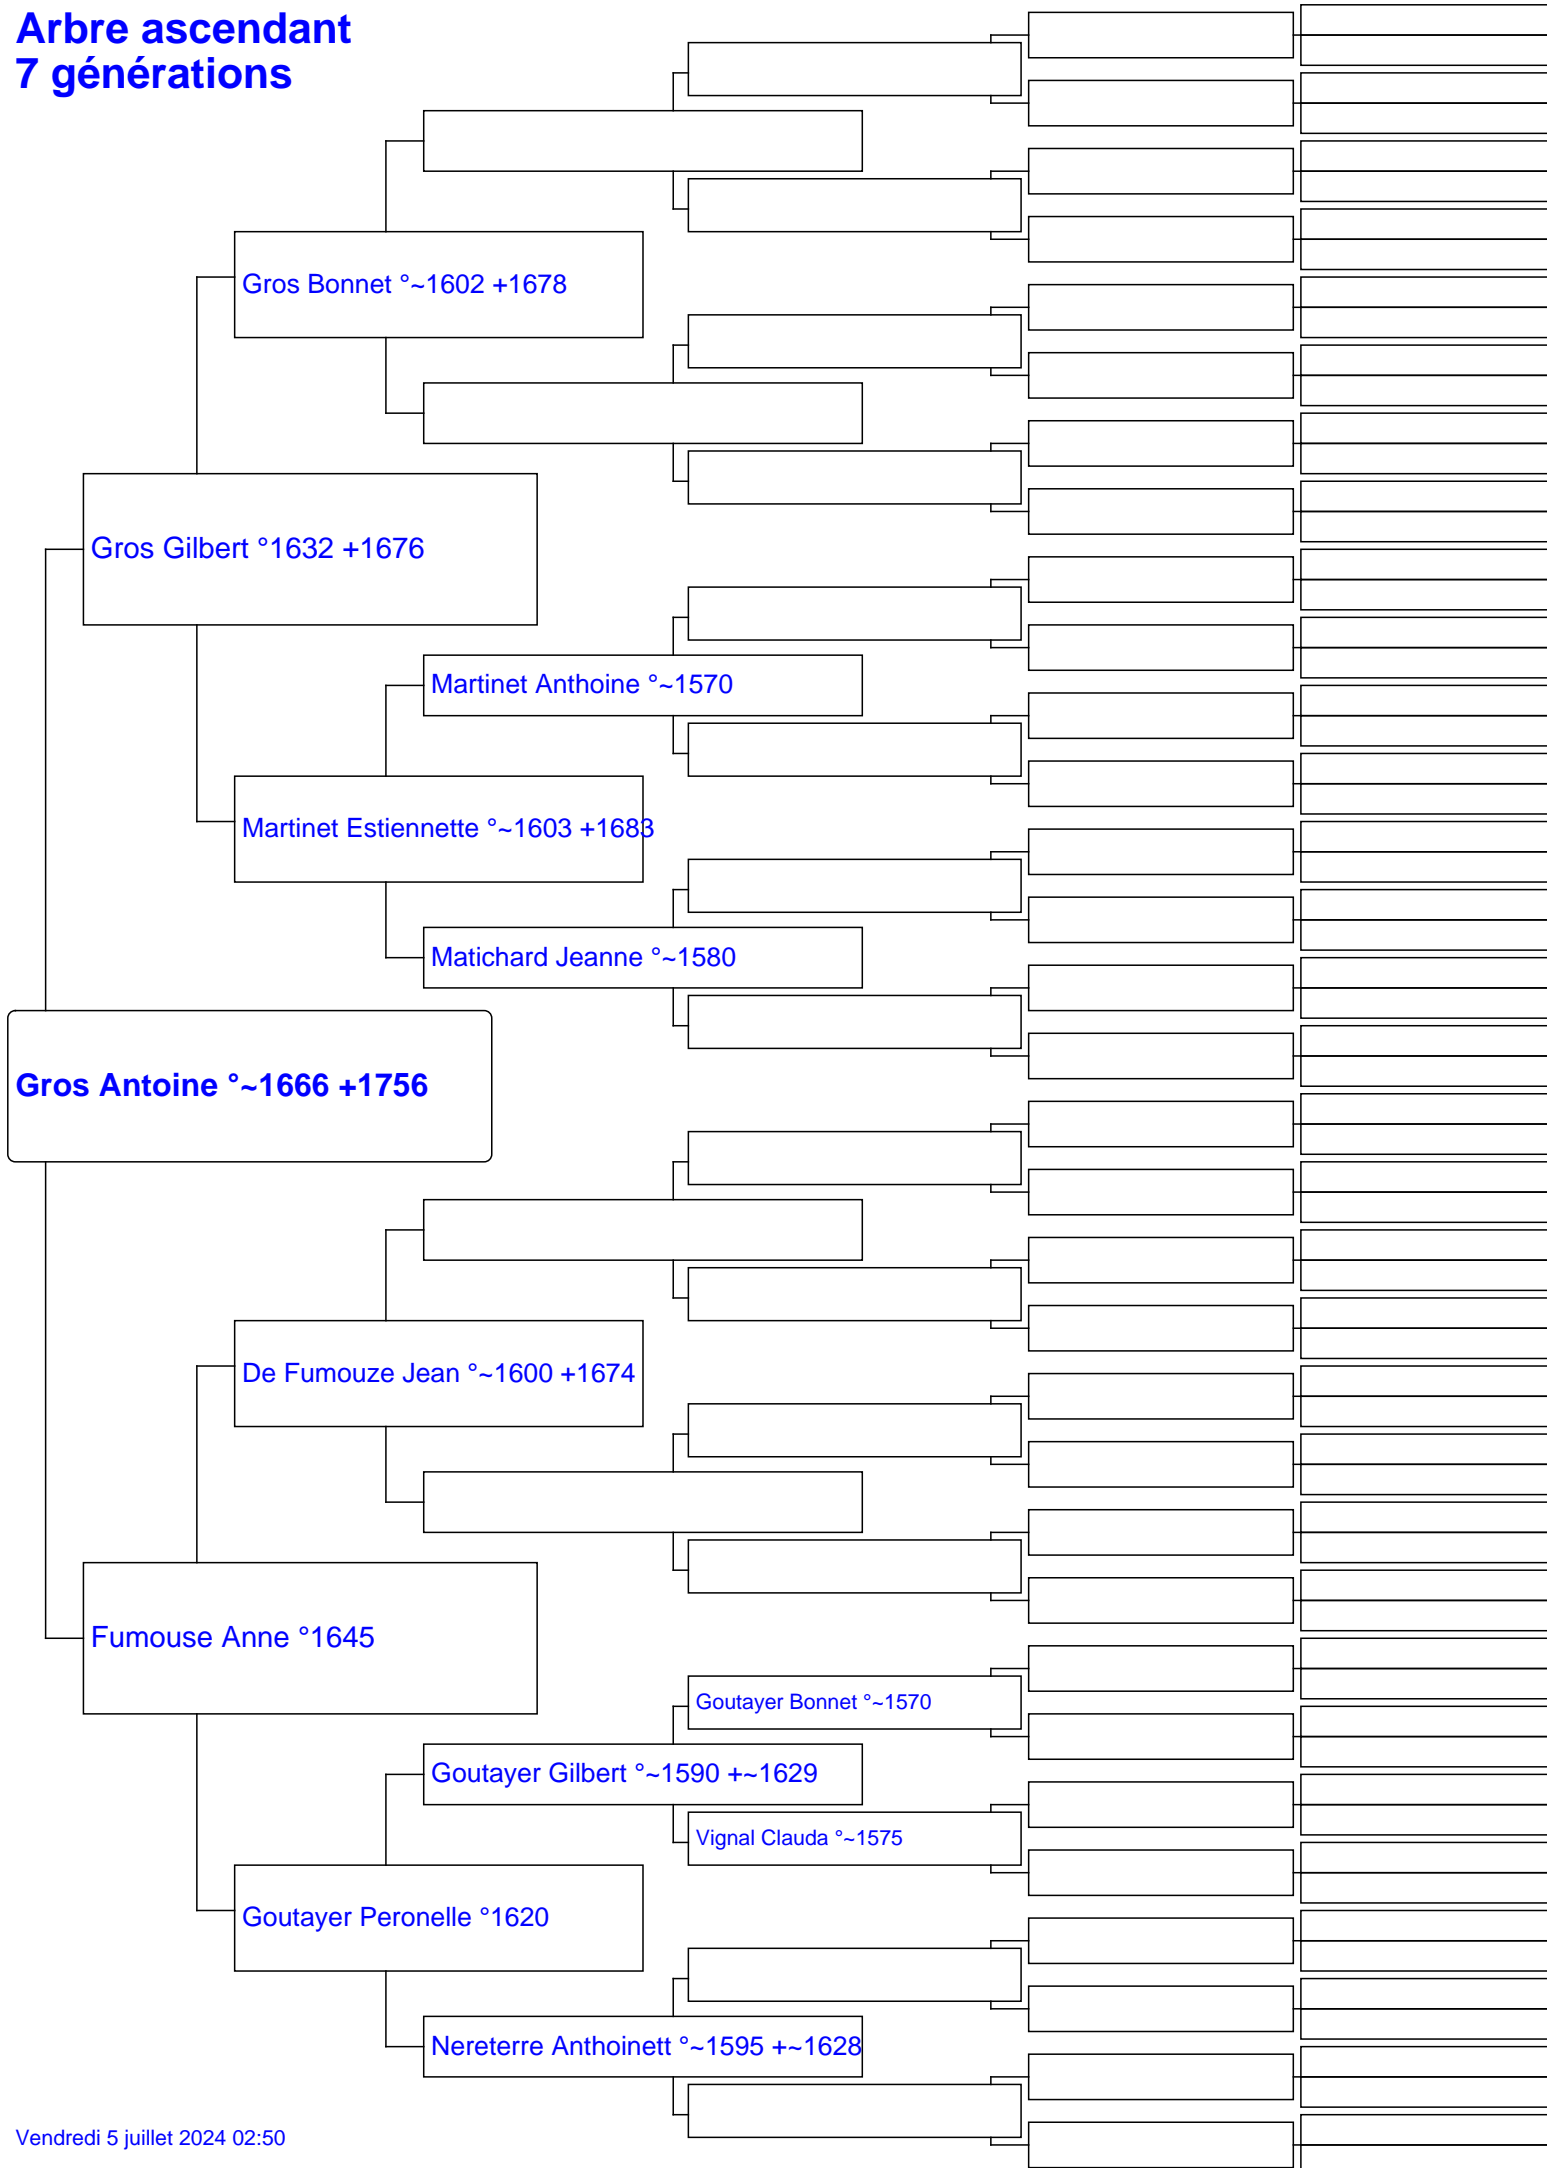 Arbre ascendant
7 générations
Gros Bonnet °~1602 +1678
Gros Gilbert °1632 +1676
Martinet Anthoine °~1570
Martinet Estiennette °~1603 +1683
Matichard Jeanne °~1580
Gros Antoine °~1666 +1756
De Fumouze Jean °~1600 +1674
Fumouse Anne °1645
Goutayer Bonnet °~1570
Goutayer Gilbert °~1590 +~1629
Vignal Clauda °~1575
Goutayer Peronelle °1620
Nereterre Anthoinett °~1595 +~1628
Vendredi 5 juillet 2024 02:50